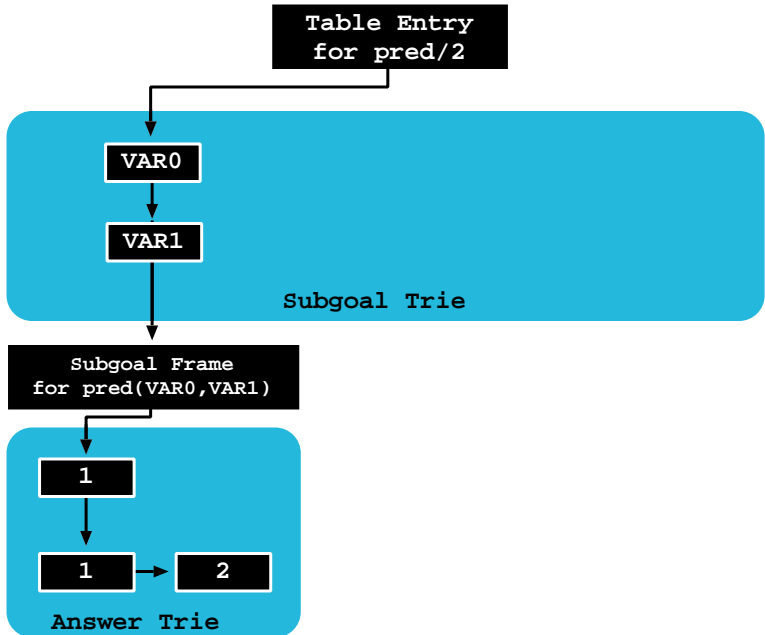 Table Entry
for pred/2
VAR0
VAR1
Subgoal Trie
Subgoal Frame
for pred(VAR0,VAR1)
1
1 2
Answer Trie